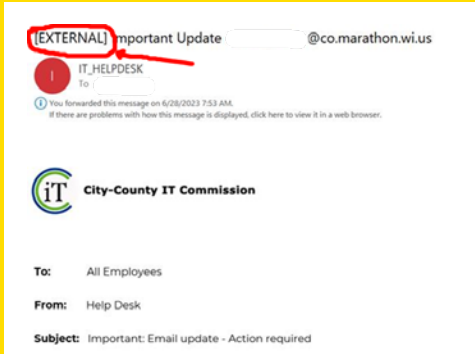 [EXTERNAL] Important Update @co.marathon.wi.us
I
IT_HELPDESK
To
You forwarded this message on 6/28/2023 7:53 AM.
If there are problems with how this message is displayed, click here to view it in a web browser.
iT City-County IT Commission
To: All Employees
From: Help Desk
Subject: Important: Email update - Action required